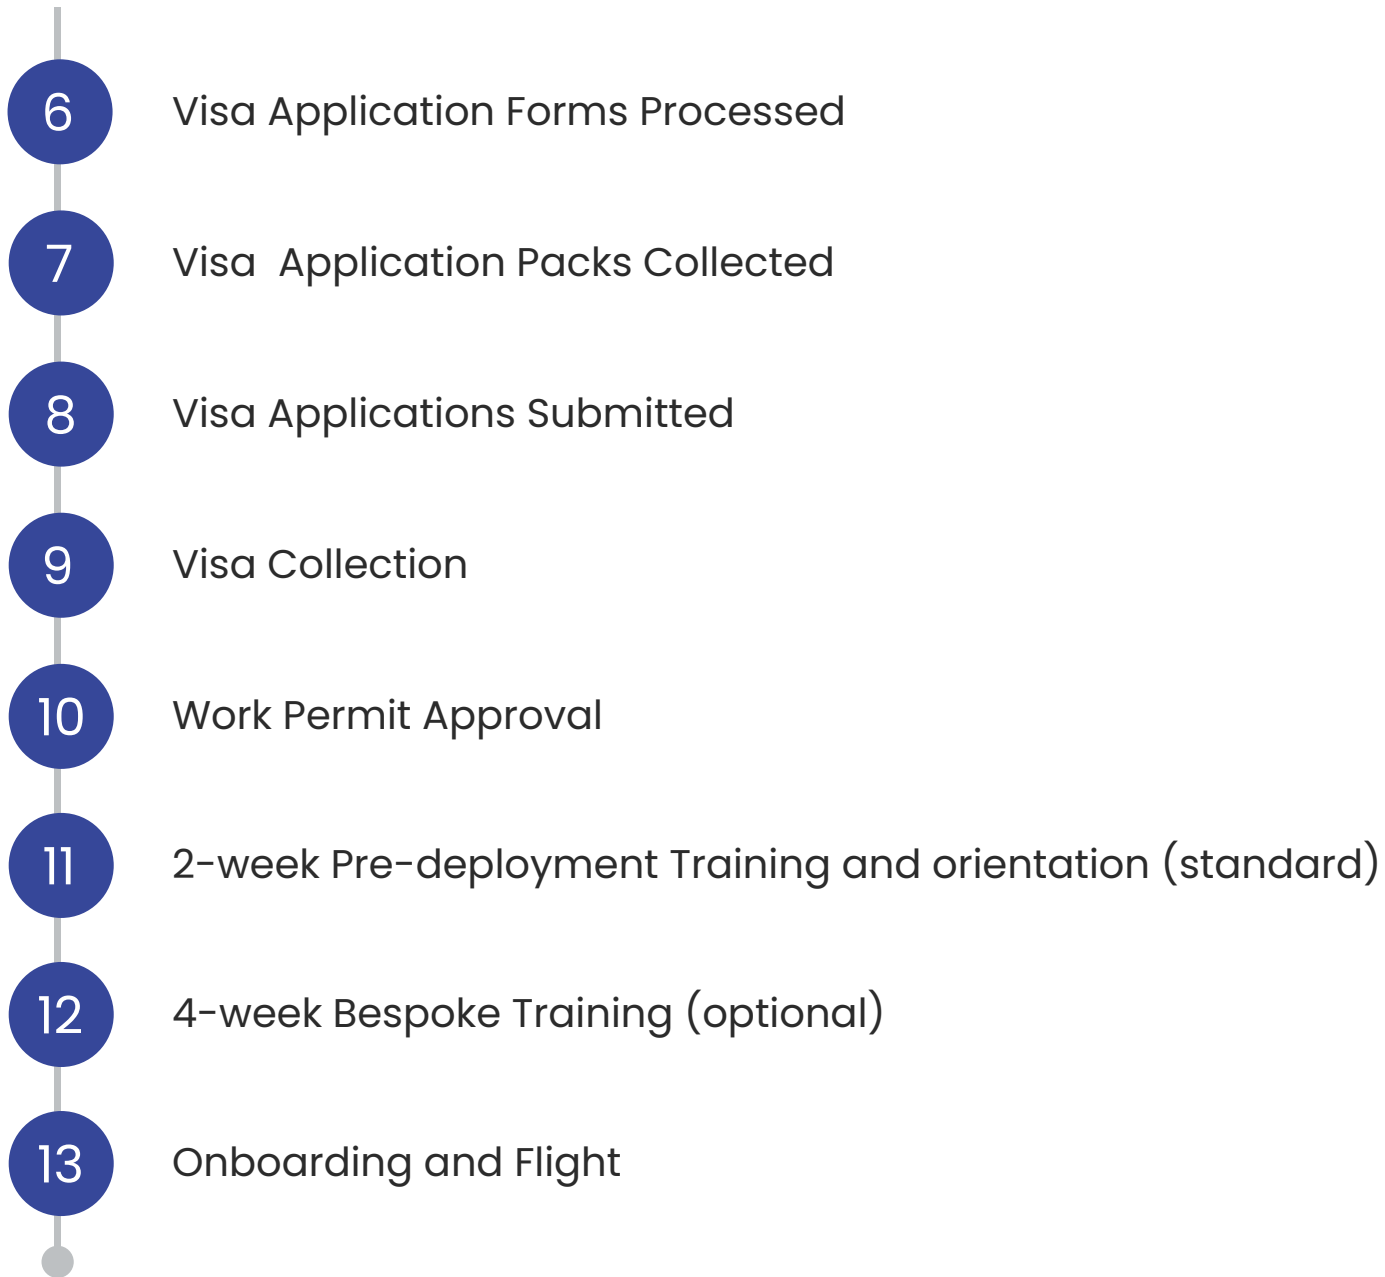 6
Visa Application Forms Processed
7
Visa  Application Packs Collected
8
Visa Applications Submitted
9
Visa Collection
10
Work Permit Approval
11
2-week Pre-deployment Training and orientation (standard)
12
4-week Bespoke Training (optional)
13
Onboarding and Flight